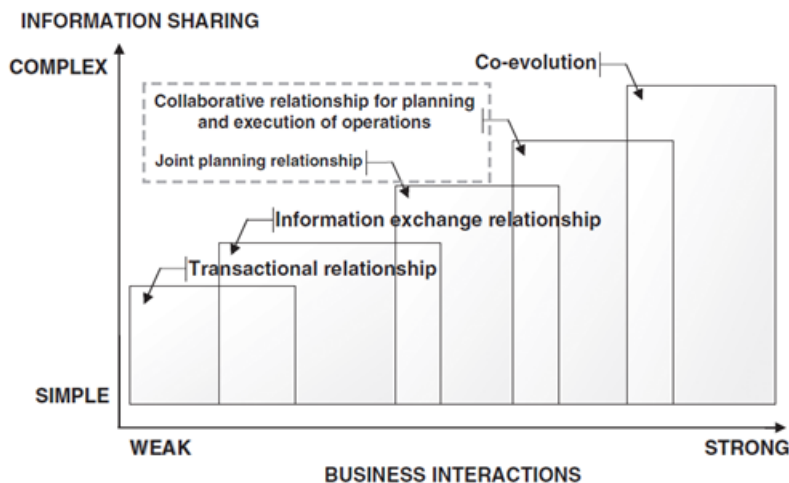 INFORMATION SHARING
COMPLEX
Co-evolution
Collaborative relationship for planning
and execution of operations
Joint planning relationship
Information exchange relationship
Transactional relationship
SIMPLE
WEAK
STRONG
BUSINESS INTERACTIONS